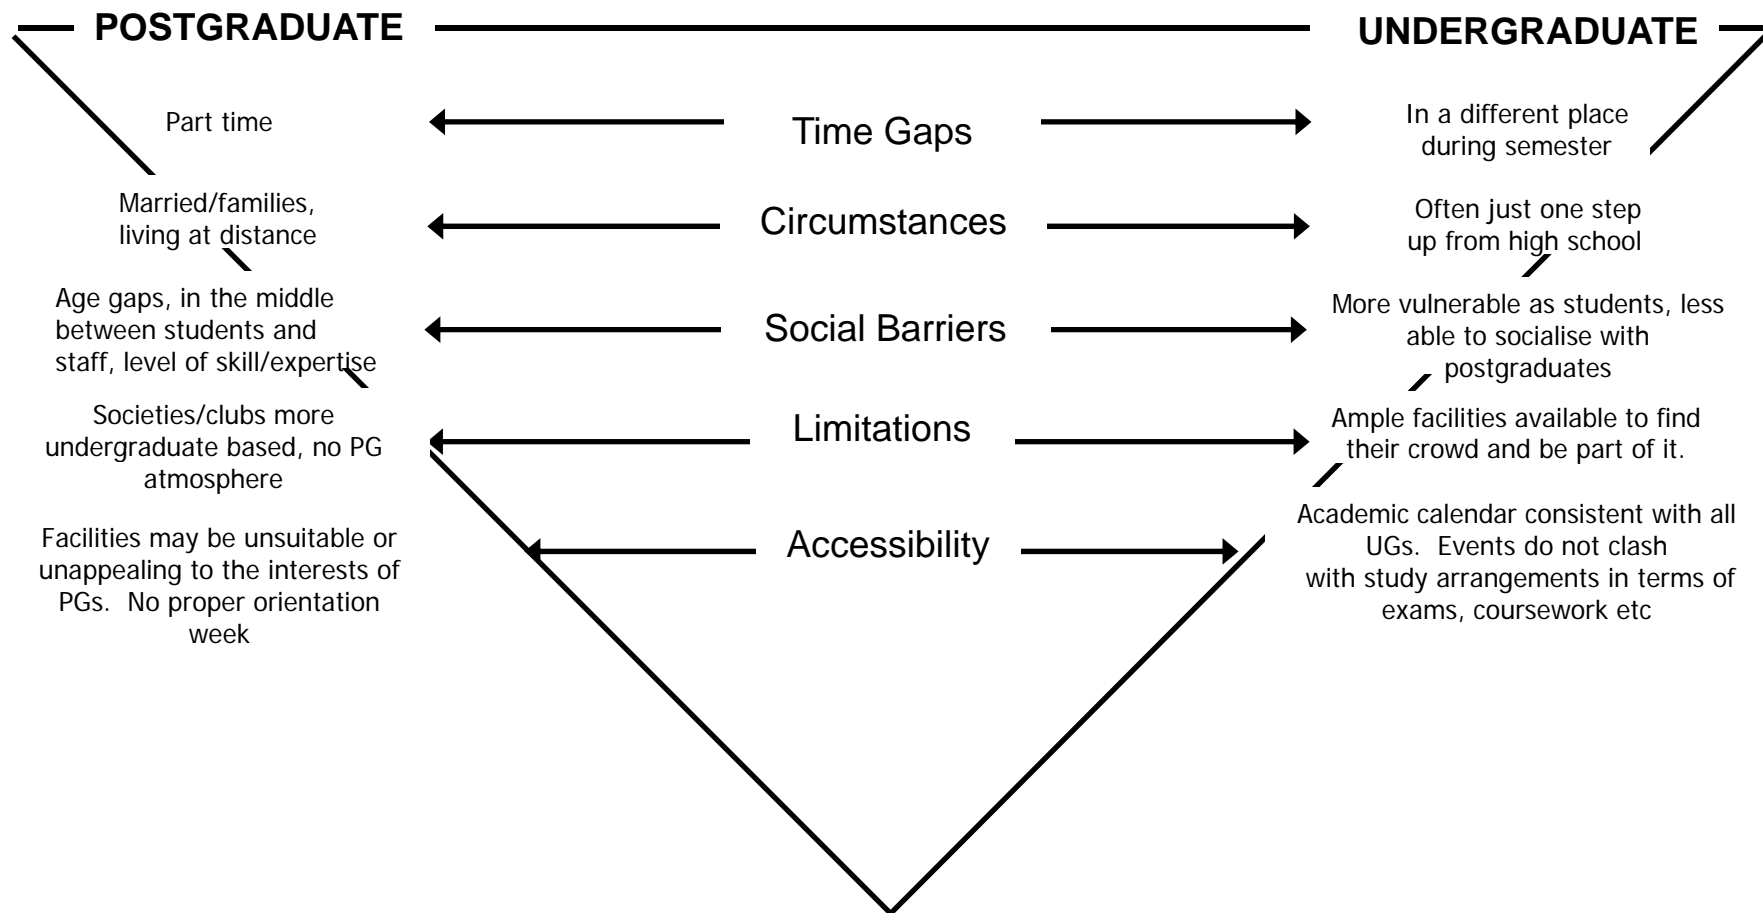 POSTGRADUATE
UNDERGRADUATE
Part time
Time Gaps
In a different place
during semester
Married/families,
living at distance
Circumstances
Often just one step
up from high school
Age gaps, in the middle
between students and
staff, level of skill/expertise
Social Barriers
More vulnerable as students, less
able to socialise with
postgraduates
Societies/clubs more
undergraduate based, no PG
atmosphere
Limitations
Ample facilities available to find
their crowd and be part of it.
Facilities may be unsuitable or
unappealing to the interests of
PGs.  No proper orientation
week
Accessibility
Academic calendar consistent with all
UGs.  Events do not clash
with study arrangements in terms of
exams, coursework etc